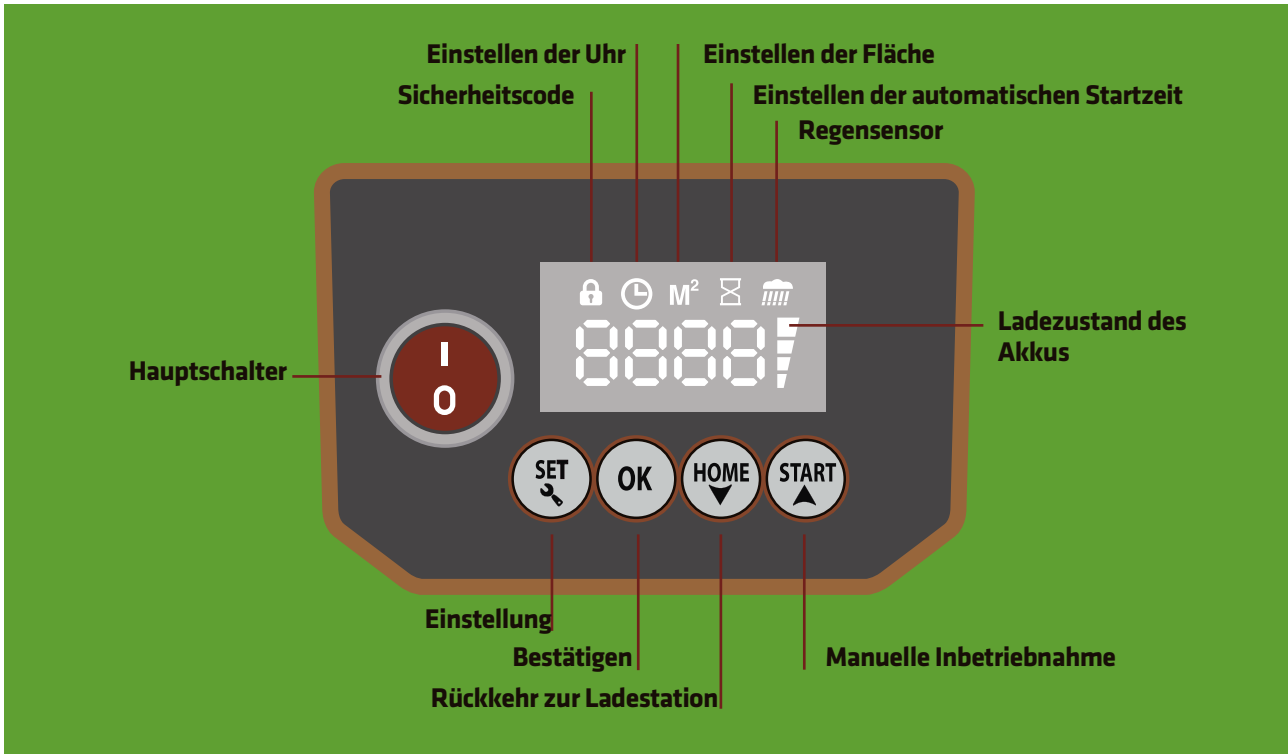 Einstellen der Uhr
Einstellen der Fläche
Sicherheitscode
Einstellen der automatischen Startzeit
Regensensor
M²
8888
Ladezustand des
Akkus
Hauptschalter
I
O
SET
OK
HOME
START
Einstellung
Bestätigen
Manuelle Inbetriebnahme
Rückkehr zur Ladestation